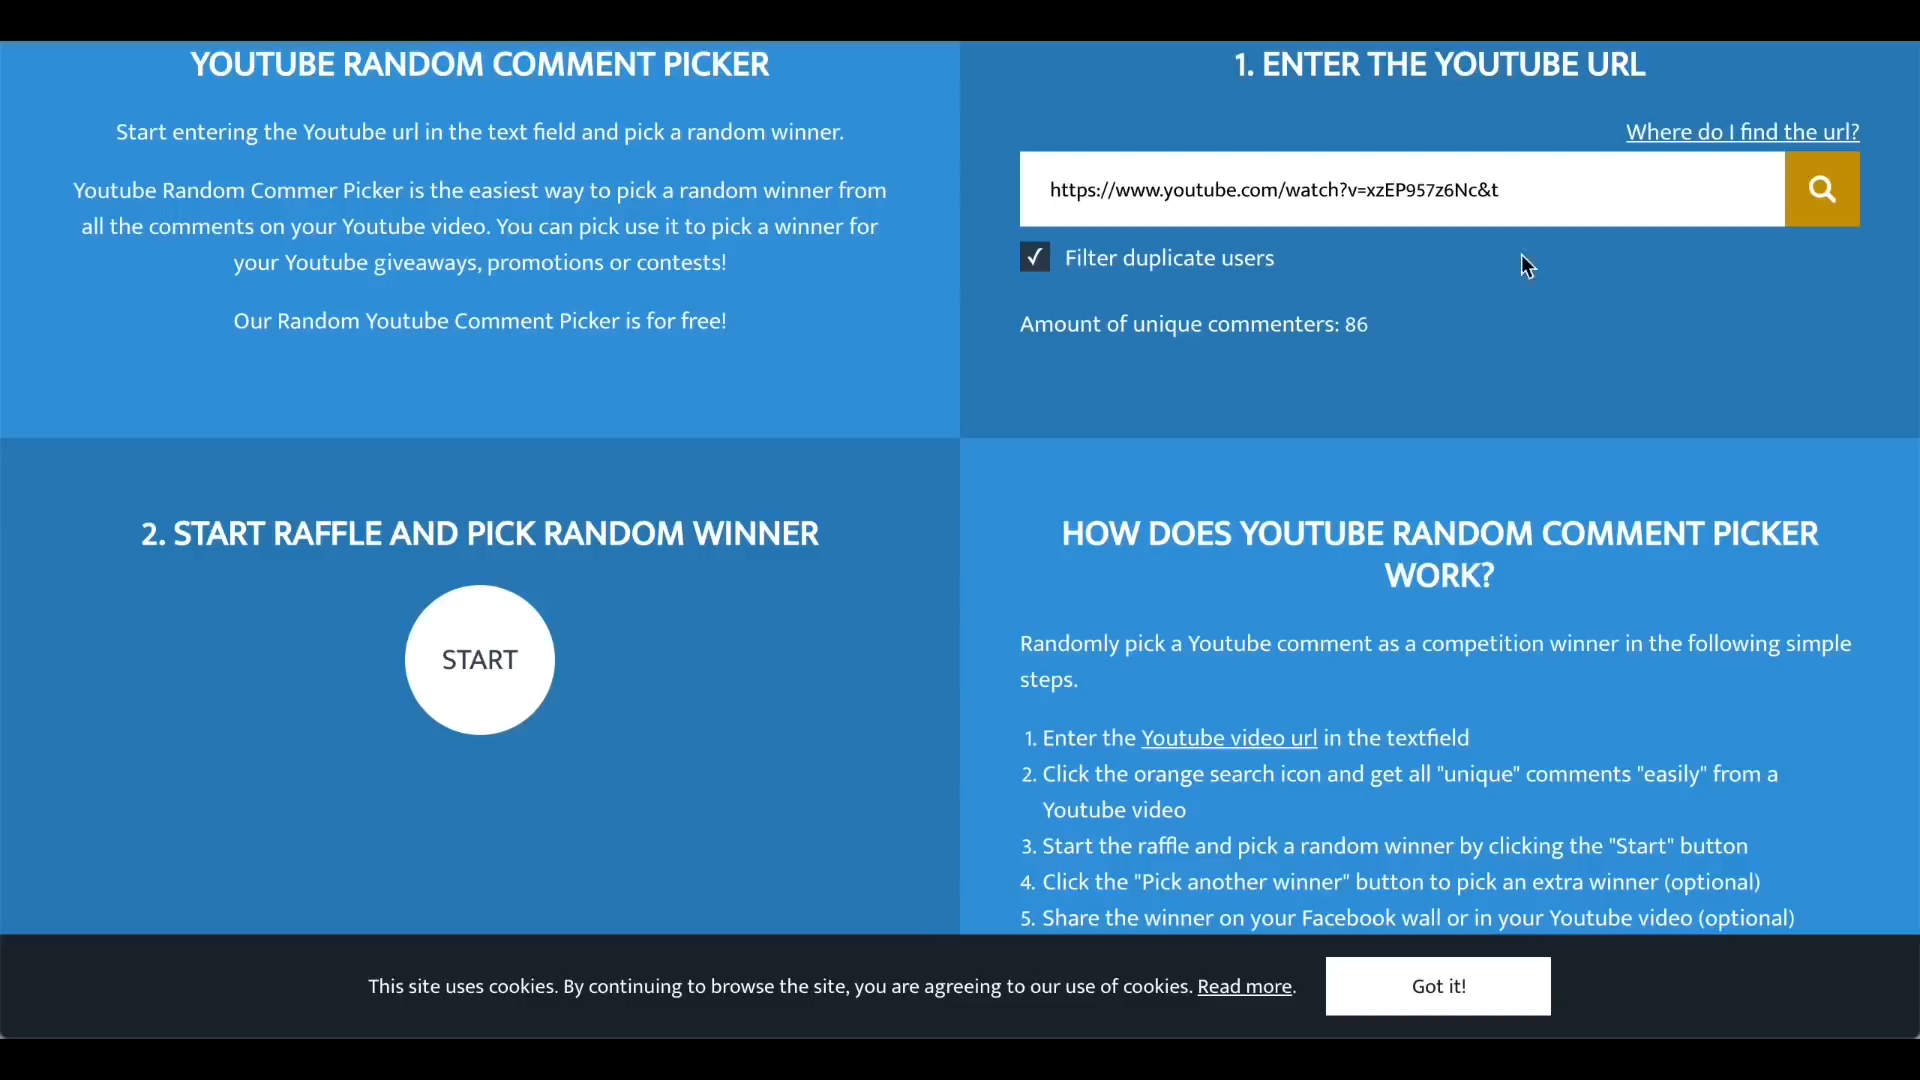 YOUTUBE RANDOM COMMENT PICKER
Start entering the Youtube url in the text field and pick a random winner.
Youtube Random Commer Picker is the easiest way to pick a random winner from
all the comments on your Youtube video. You can pick use it to pick a winner for
your Youtube giveaways, promotions or contests!
Our Random Youtube Comment Picker is for free!
1. ENTER THE YOUTUBE URL
Where do I find the url?
https://www.youtube.com/watch?v=xzEP957z6Nc&t
Filter duplicate users
Amount of unique commenters: 86
2. START RAFFLE AND PICK RANDOM WINNER
START
HOW DOES YOUTUBE RANDOM COMMENT PICKER
WORK?
Randomly pick a Youtube comment as a competition winner in the following simple
steps.
1. Enter the Youtube video url in the textfield
2. Click the orange search icon and get all "unique" comments "easily" from a
Youtube video
3. Start the raffle and pick a random winner by clicking the "Start" button
4. Click the "Pick another winner" button to pick an extra winner (optional)
5. Share the winner on your Facebook wall or in your Youtube video (optional)
This site uses cookies. By continuing to browse the site, you are agreeing to our use of cookies. Read more.
Got it!